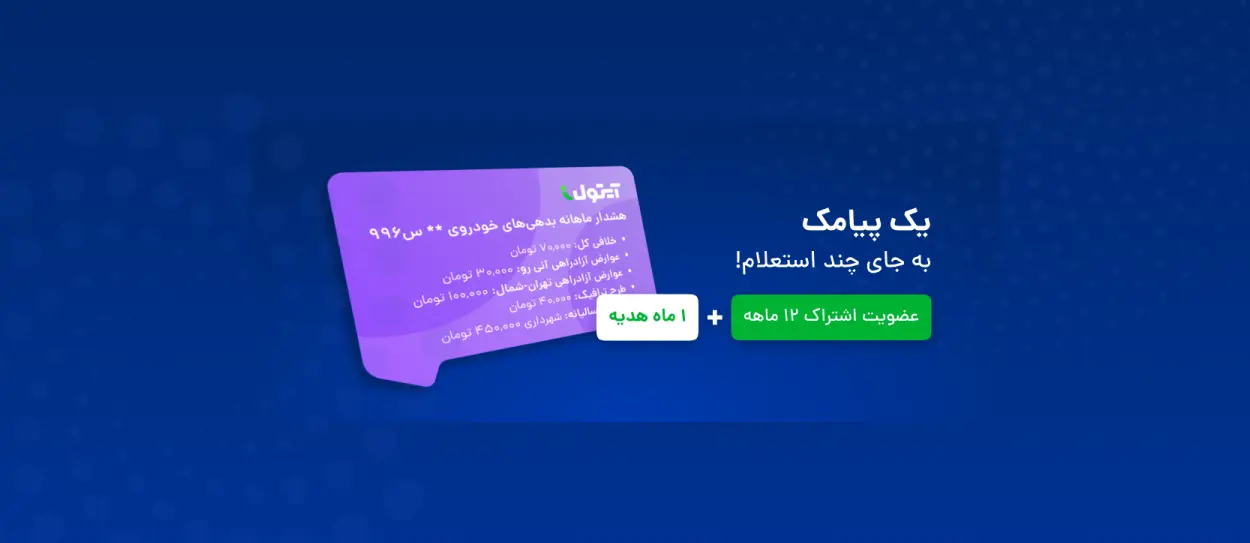 یک پیامک
به جای چند استعلام!
عضویت اشتراک ۱۲ ماهه + ۱ ماه هدیه
آیتول
هشدار ماهانه بدهی‌های خودروی ** س۹۹۶
• خلافی کل: ۷۰,۰۰۰ تومان
• عوارض آزادراهی آنی رو: ۳۰,۰۰۰ تومان
• عوارض آزادراهی تهران-شمال: ۱۰۰,۰۰۰ تومان
• طرح ترافیک: ۴۰,۰۰۰ تومان
سالیانه: شهرداری ۴۵۰,۰۰۰ تومان